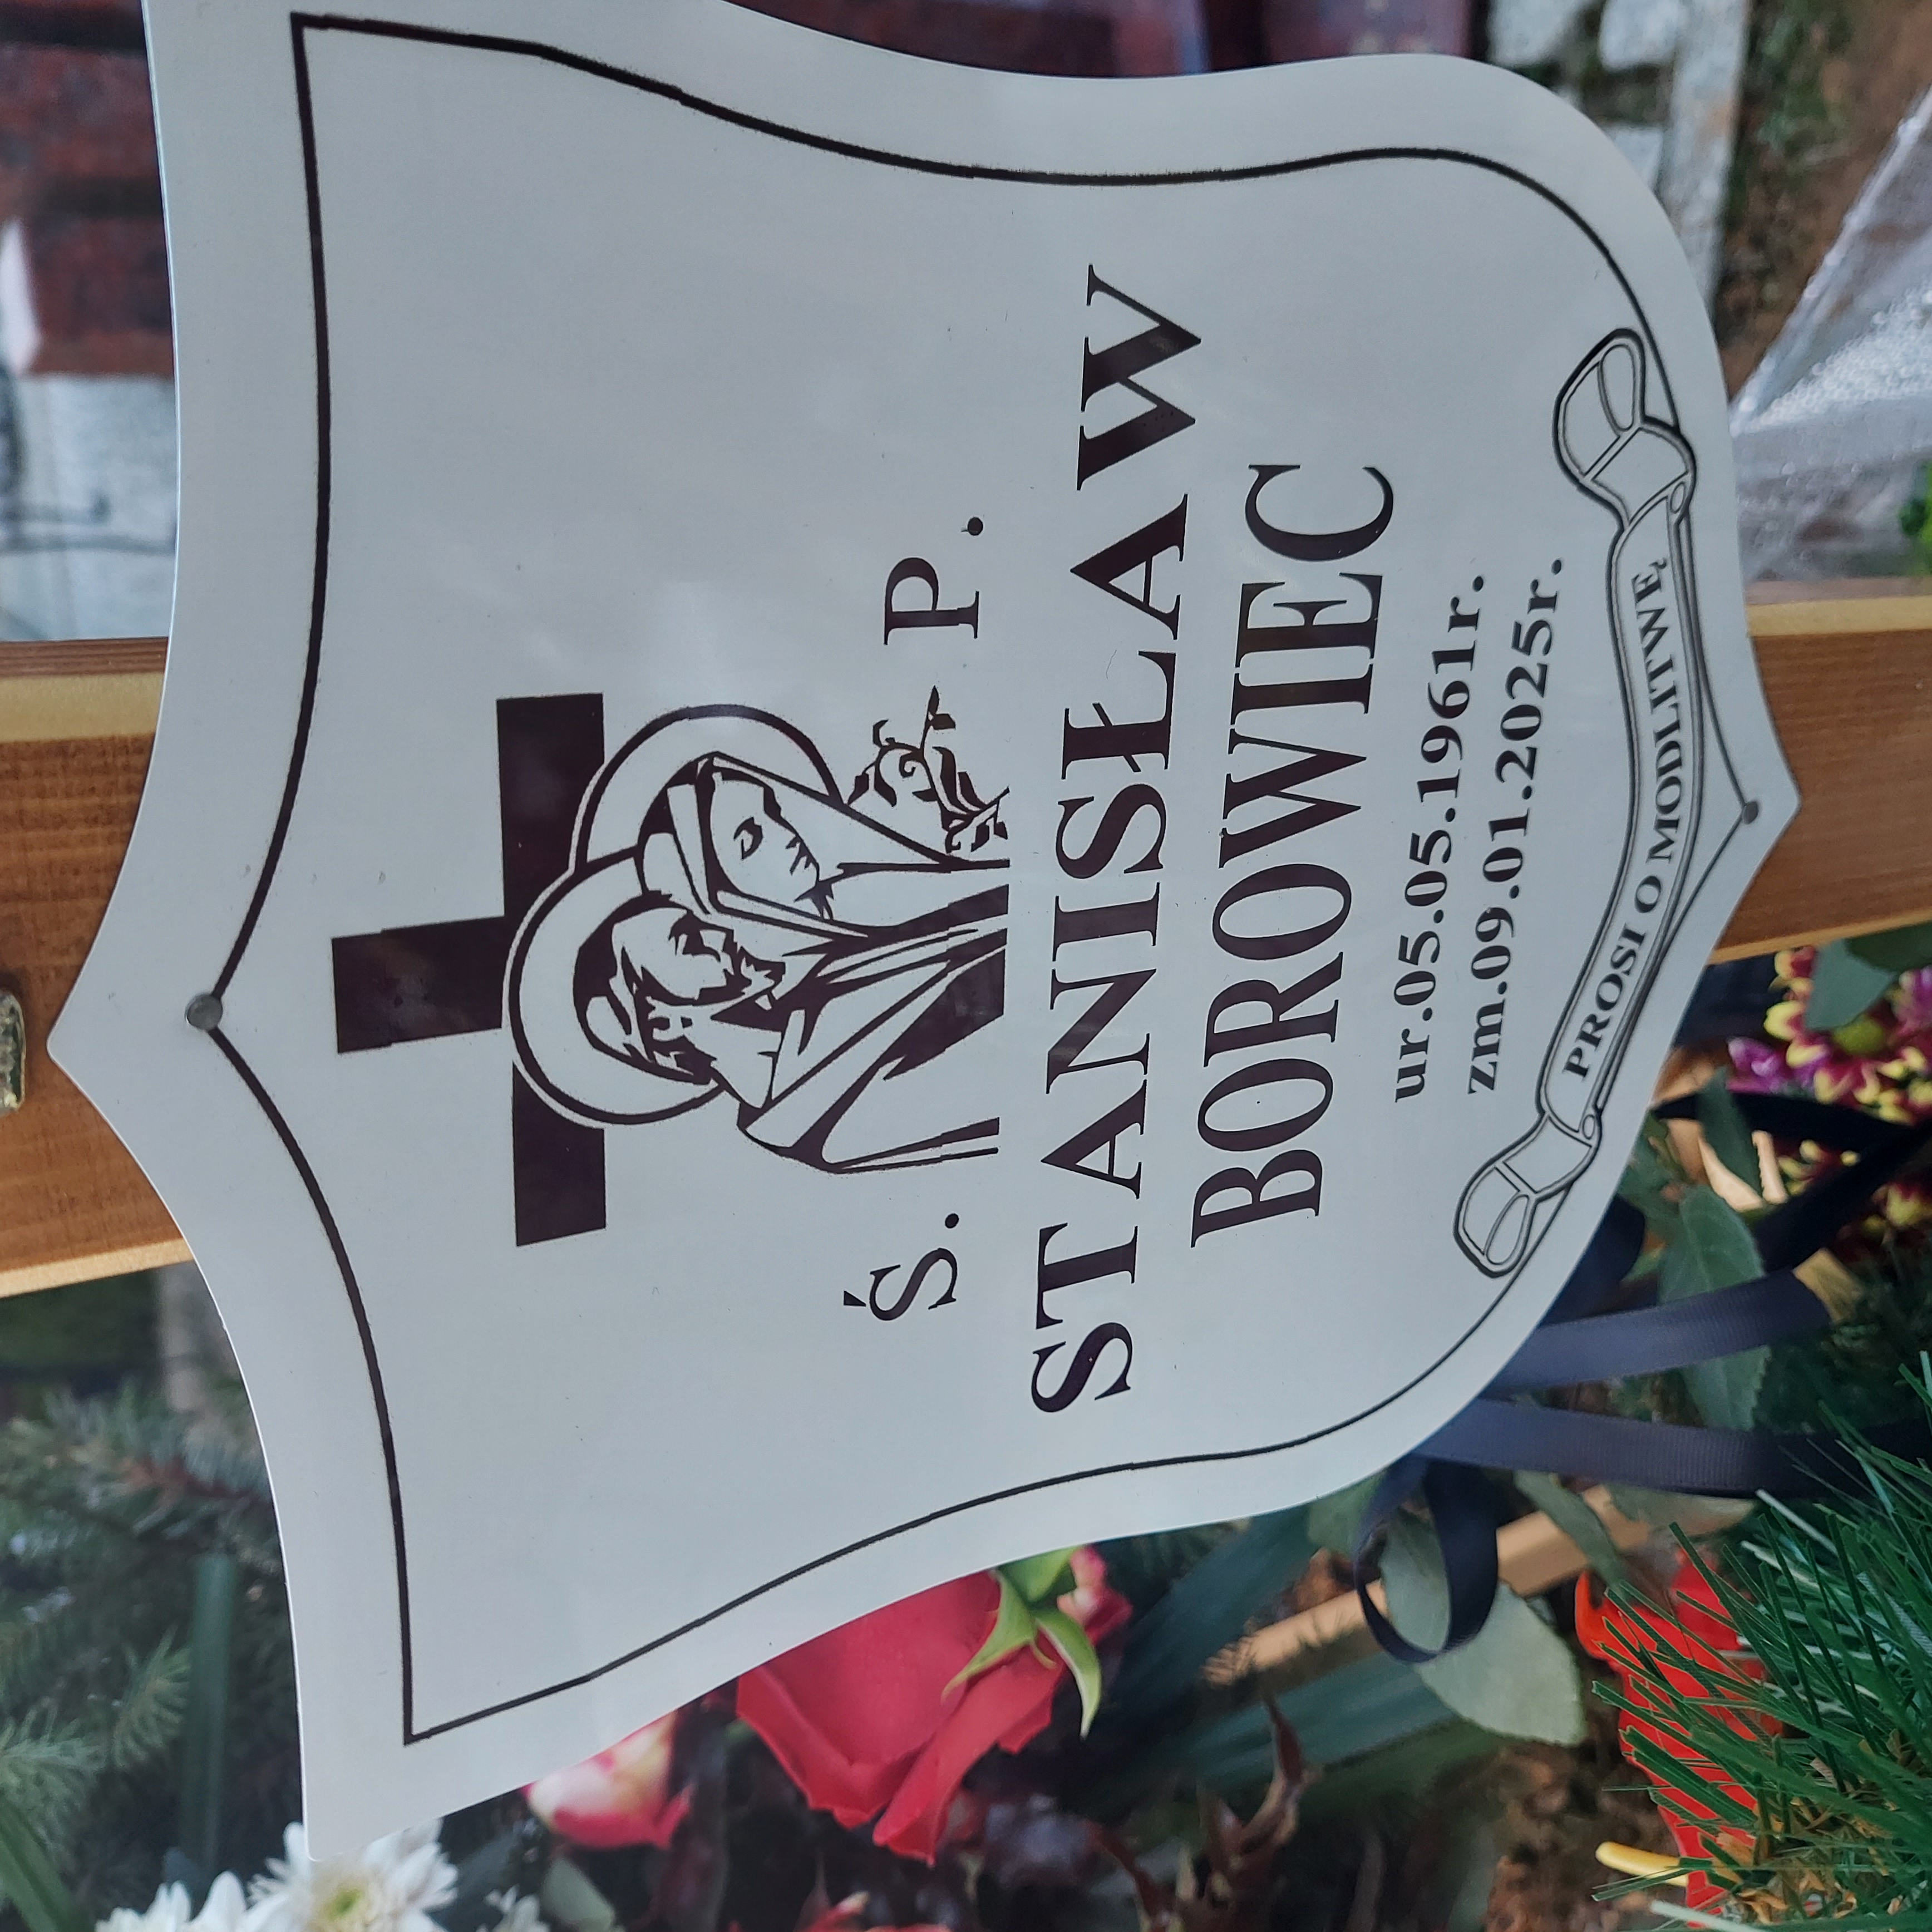 Ś. P.
STANISŁAW
BOROWIEC
ur.05.05.1961r.
zm.09.01.2025r.
PROSI O MODLITWĘ